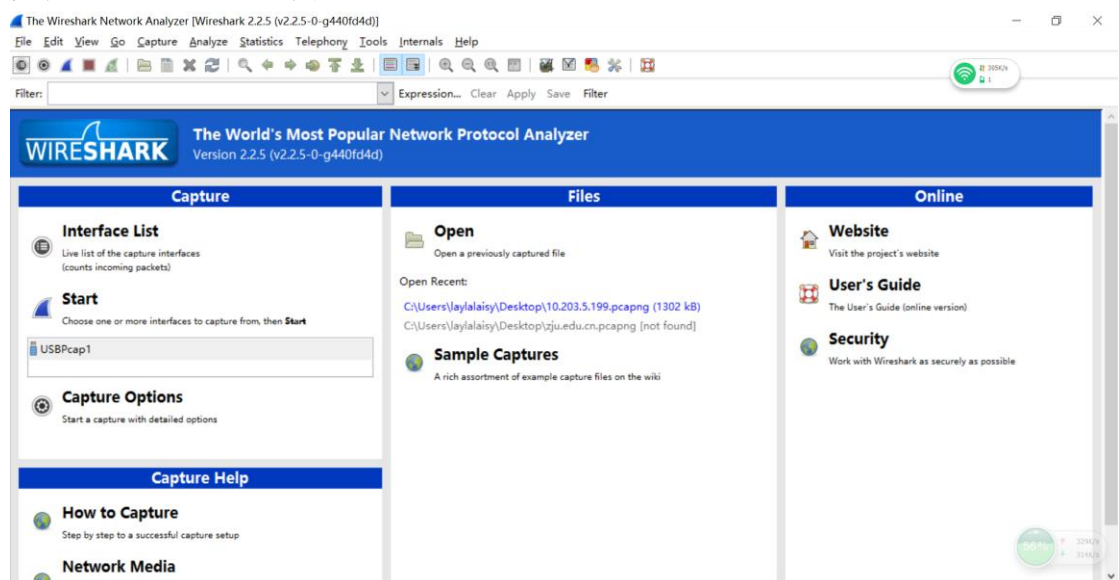 The Wireshark Network Analyzer [Wireshark 2.2.5 (v2.2.5-0-g440fd4d)]
File Edit View Go Capture Analyze Statistics Telephony Tools Internals Help
Filter: Expression... Clear Apply Save Filter
305K/s
1
WIRESHARK
The World's Most Popular Network Protocol Analyzer
Version 2.2.5 (v2.2.5-0-g440fd4d)
Capture
Interface List
Live list of the capture interfaces
(counts incoming packets)
Start
Choose one or more interfaces to capture from, then Start
USBPcap1
Capture Options
Start a capture with detailed options
Capture Help
How to Capture
Step by step to a successful capture setup
Network Media
Files
Open
Open a previously captured file
Open Recent:
C:\Users\laylalaisy\Desktop\10.203.5.199.pcapng (1302 kB)
C:\Users\laylalaisy\Desktop\zju.edu.cn.pcapng [not found]
Sample Captures
A rich assortment of example capture files on the wiki
Online
Website
Visit the project's website
User's Guide
The User's Guide (online version)
Security
Work with Wireshark as securely as possible
56%
329K/s
314K/s